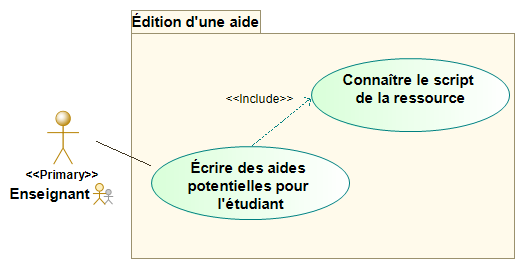 Édition d'une aide
Connaître le script
de la ressource
<<Include>>
<<Primary>>
Enseignant
Écrire des aides
potentielles pour
l'étudiant